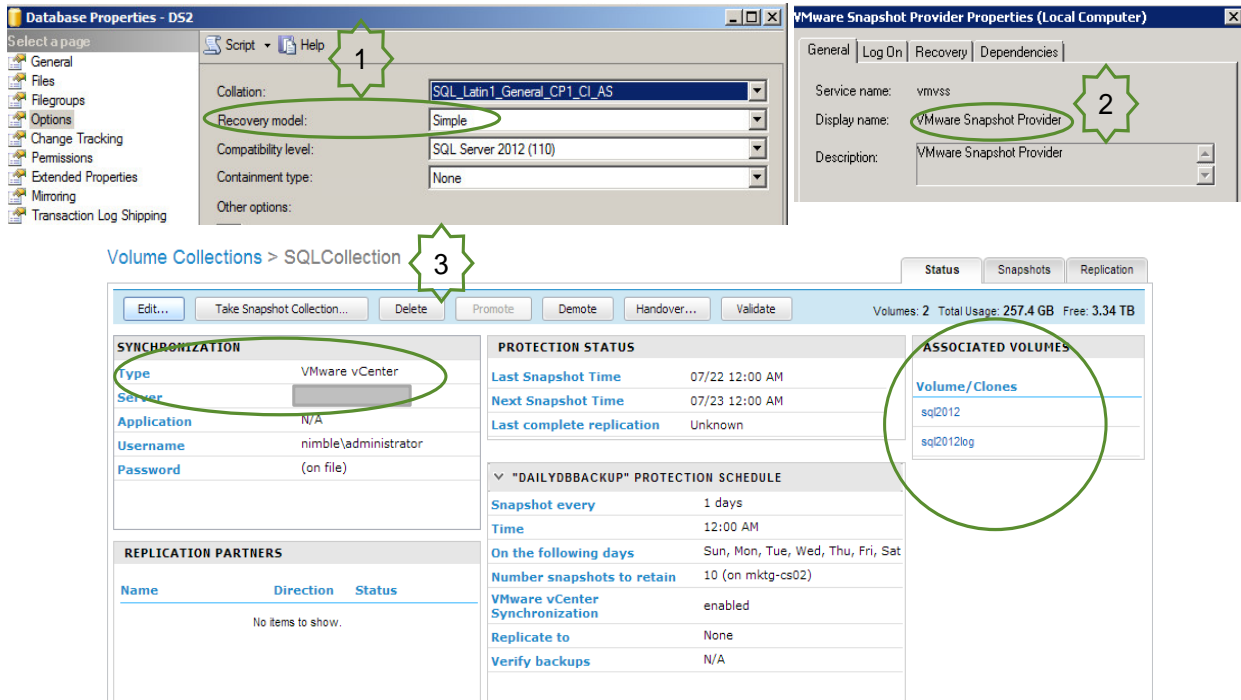 Database Properties - DS2
Select a page
General
Files
Filegroups
Options
Change Tracking
Permissions
Extended Properties
Mirroring
Transaction Log Shipping
Script Help
1
Collation: SQL_Latin1_General_CP1_CI_AS
Recovery model: Simple
Compatibility level: SQL Server 2012 (110)
Containment type: None
Other options:
VMware Snapshot Provider Properties (Local Computer)
General Log On Recovery Dependencies
Service name: vmvss
2
Display name: VMware Snapshot Provider
Description: VMware Snapshot Provider
Volume Collections > SQLCollection
3
Status Snapshots Replication
Edit... Take Snapshot Collection... Delete Promote Demote Handover... Validate Volumes: 2 Total Usage: 257.4 GB Free: 3.34 TB
SYNCHRONIZATION
Type VMware vCenter
Server
Application N/A
Username nimble\administrator
Password (on file)
REPLICATION PARTNERS
Name Direction Status
No items to show.
PROTECTION STATUS
Last Snapshot Time 07/22 12:00 AM
Next Snapshot Time 07/23 12:00 AM
Last complete replication Unknown
"DAILYDBBACKUP" PROTECTION SCHEDULE
Snapshot every 1 days
Time 12:00 AM
On the following days Sun, Mon, Tue, Wed, Thu, Fri, Sat
Number snapshots to retain 10 (on mktg-cs02)
VMware vCenter
Synchronization enabled
Replicate to None
Verify backups N/A
ASSOCIATED VOLUMES
Volume/Clones
sql2012
sql2012log